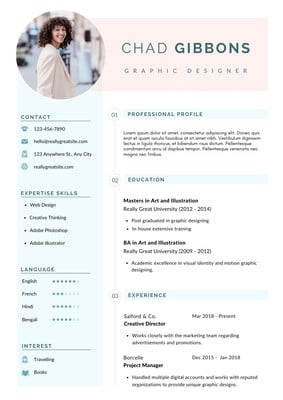 CHAD GIBBONS
GRAPHIC DESIGNER
CONTACT
123-456-7890
hello@reallygreatsite.com
123 Anywhere St., Any City
reallygreatsite.com
EXPERTISE SKILLS
• Web Design
• Creative Thinking
• Adobe Photoshop
• Adobe Illustrator
LANGUAGE
English
French
Hindi
Bengali
INTEREST
Travelling
Books
01 PROFESSIONAL PROFILE
Lorem ipsum dolor sit amet, consectetur adipiscing elit. Donec quis
erat et quam iaculis faucibus at sit amet nibh. Vestibulum dignissim
lectus in ligula rhoncus, et bibendum risus dictum. Pellentesque
condimentum arcu id dapibus tristique. Quisque
nec fringilla dui.
02 EDUCATION
Masters in Art and Illustration
Really Great University (2012 - 2014)
• Post graduated in graphic designing
• In-house extensive training
BA in Art and Illustration
Really Great University (2009 - 2012)
• Academic excellence in visual identity and motion graphic
designing.
03 EXPERIENCE
Salford & Co. Mar 2018 - Present
Creative Director
• Works closely with the marketing team regarding
advertisements and promotions.
Borcelle Dec 2015 - Jan 2018
Project Manager
• Handled multiple digital accounts and works with reputed
organizations to provide unique graphic designs.